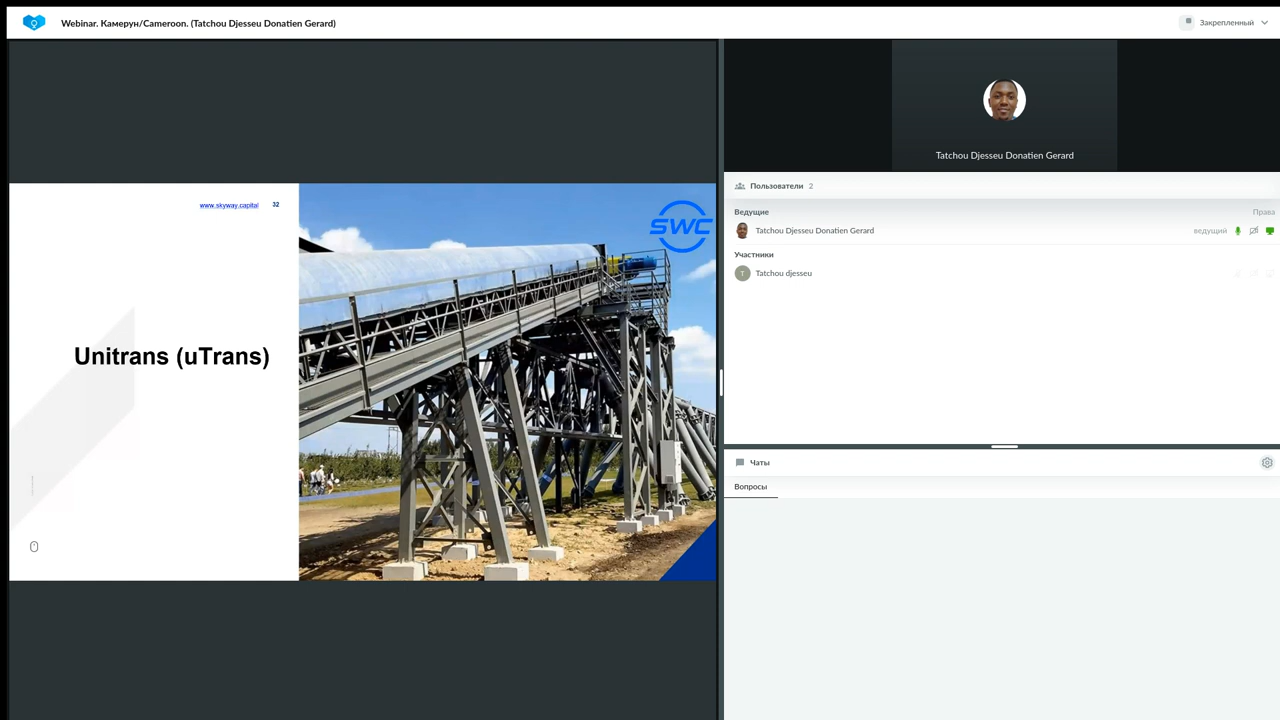 Webinar. Камерун/Cameroon. (Tatchou Djesseu Donatien Gerard)
Закрепленный
www.skyway.capital 32
SWC
Unitrans (uTrans)
Tatchou Djesseu Donatien Gerard
Пользователи 2
Ведущие Права
Tatchou Djesseu Donatien Gerard ведущий
Участники
T Tatchou djesseu
Чаты
Вопросы